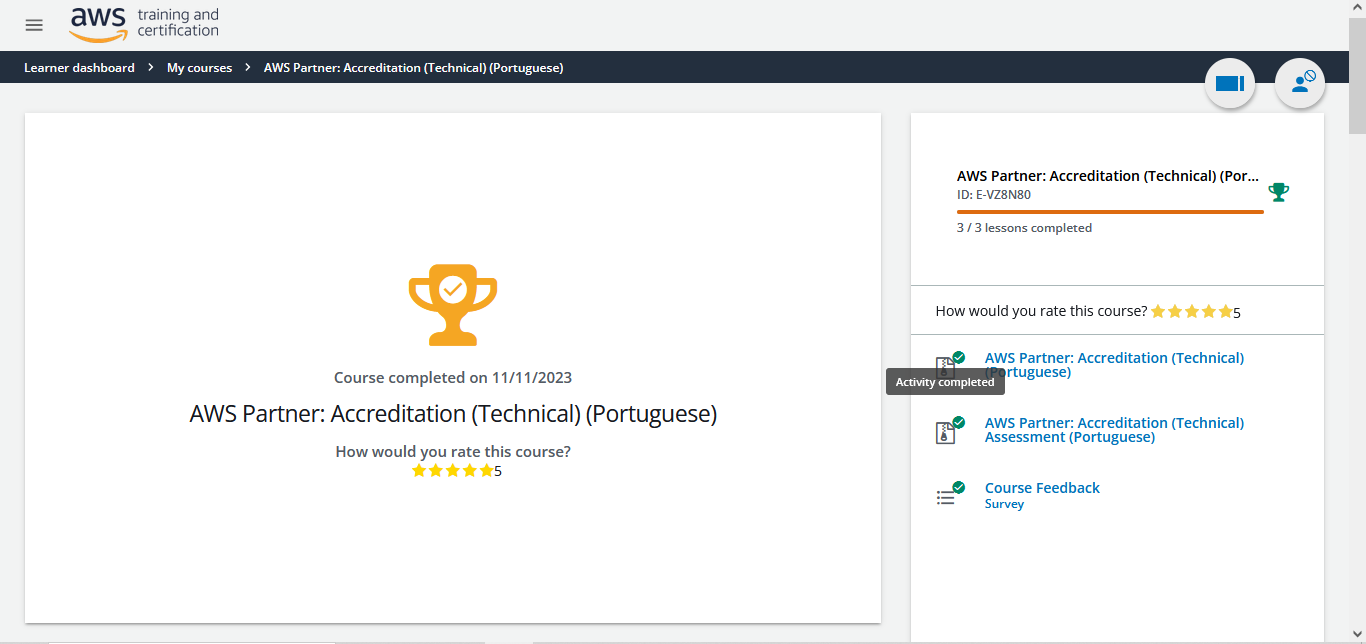 aws training and
certification
Learner dashboard > My courses > AWS Partner: Accreditation (Technical) (Portuguese)
Course completed on 11/11/2023
AWS Partner: Accreditation (Technical) (Portuguese)
How would you rate this course?
5
AWS Partner: Accreditation (Technical) (Por...
ID: E-VZ8N80
3 / 3 lessons completed
How would you rate this course? 5
AWS Partner: Accreditation (Technical)
(Portuguese)
Activity completed
AWS Partner: Accreditation (Technical)
Assessment (Portuguese)
Course Feedback
Survey